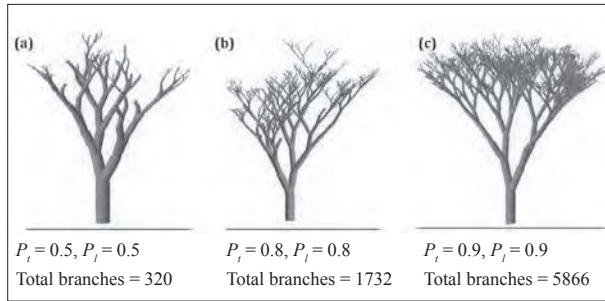 (a) (b) (c)
P_t = 0.5, P_l = 0.5
Total branches = 320
P_t = 0.8, P_l = 0.8
Total branches = 1732
P_t = 0.9, P_l = 0.9
Total branches = 5866